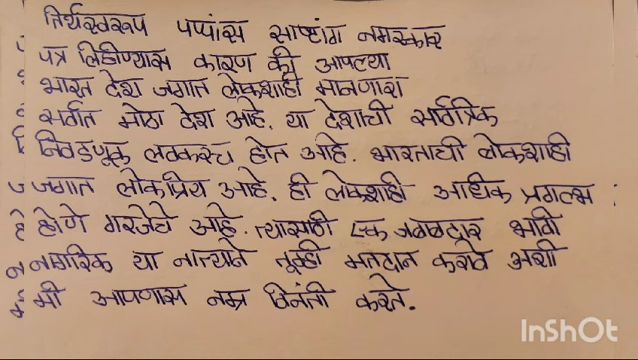 तिर्थस्वरूप पप्पांस साष्टांग नमस्कार
पत्र लिहीण्यास कारण की आपल्या
भारत देश जगात लोकशाही मानणारा
सर्वात मोठा देश आहे. या देशाची सार्वत्रिक
निवडणूक लवकरच होत आहे. भारताची लोकशाही
जगात लोकप्रिय आहे. ही लोकशाही अधिक प्रगल्भ
होणे गरजेचे आहे. त्यासाठी एक जबाबदार भावी
नागरिक या नात्याने तुम्ही मतदान करावे अशी
मी आपणास नम्र विनंती करते.
InShOt